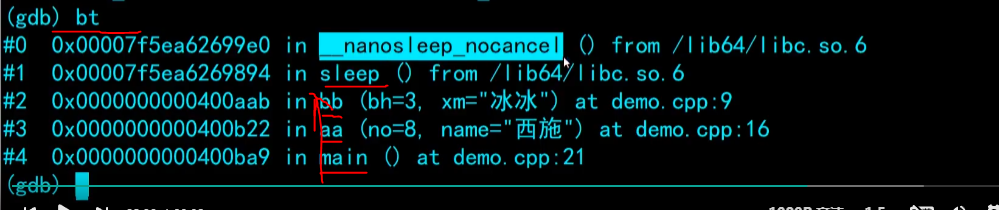 (gdb) bt
#0 0x00007f5ea62699e0 in __nanosleep_nocancel () from /lib64/libc.so.6
#1 0x00007f5ea6269894 in sleep () from /lib64/libc.so.6
#2 0x0000000000400aab in bb (bh=3, xm="冰冰") at demo.cpp:9
#3 0x0000000000400b22 in aa (no=8, name="西施") at demo.cpp:16
#4 0x0000000000400ba9 in main () at demo.cpp:21
(gdb)